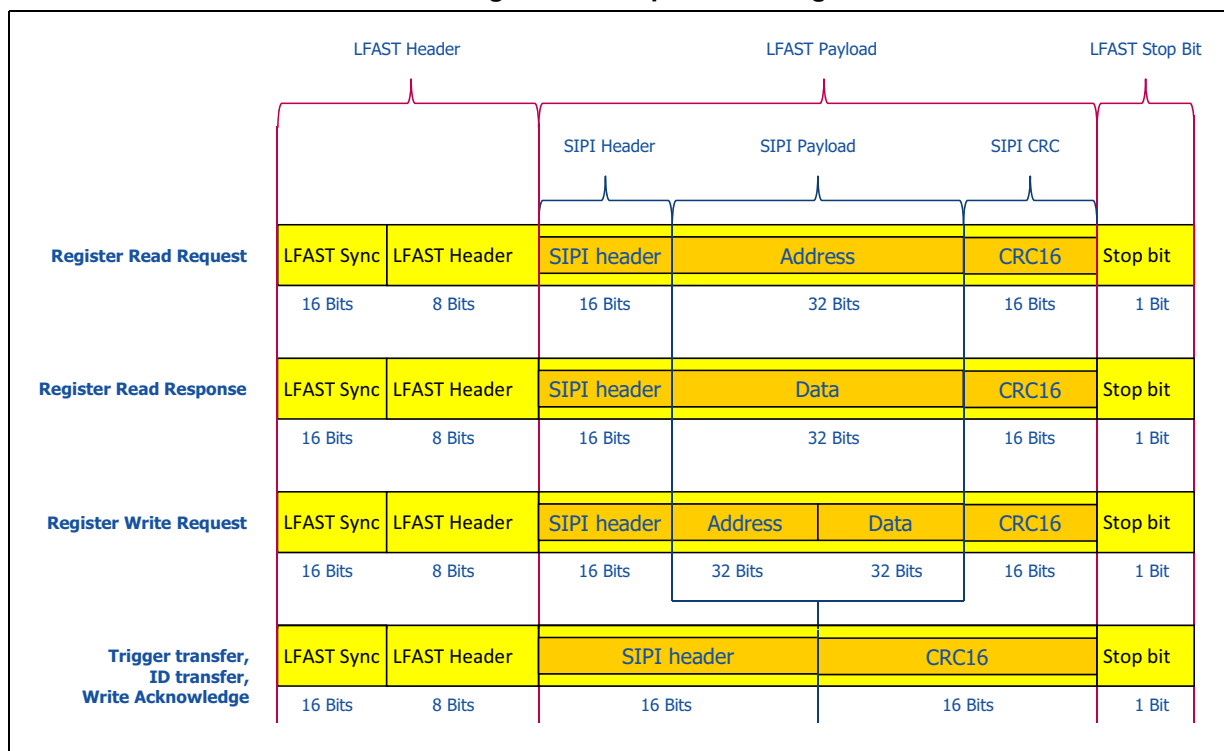 LFAST Header LFAST Payload LFAST Stop Bit
SIPI Header SIPI Payload SIPI CRC
Register Read Request LFAST Sync LFAST Header SIPI header Address CRC16 Stop bit
16 Bits 8 Bits 16 Bits 32 Bits 16 Bits 1 Bit
Register Read Response LFAST Sync LFAST Header SIPI header Data CRC16 Stop bit
16 Bits 8 Bits 16 Bits 32 Bits 16 Bits 1 Bit
Register Write Request LFAST Sync LFAST Header SIPI header Address Data CRC16 Stop bit
16 Bits 8 Bits 16 Bits 32 Bits 32 Bits 16 Bits 1 Bit
Trigger transfer,
ID transfer,
Write Acknowledge
LFAST Sync LFAST Header SIPI header CRC16 Stop bit
16 Bits 8 Bits 16 Bits 16 Bits 1 Bit